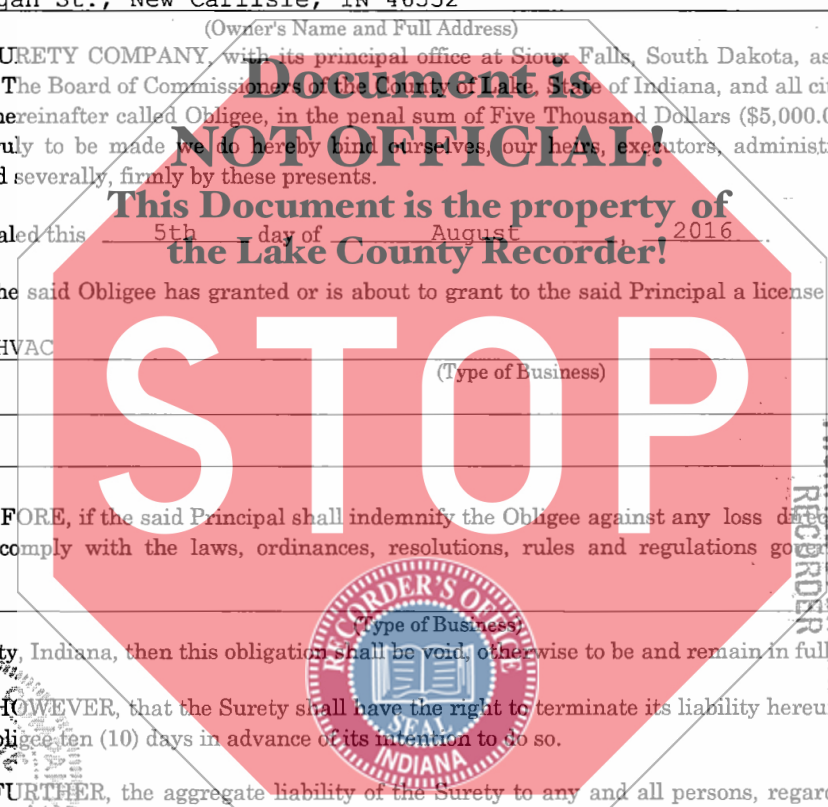 St., New Carlisle, IN 46552
(Owner's Name and Full Address)
URETY COMPANY, with its principal office at Sioux Falls, South Dakota, as
The Board of Commissioners of the County of Lake, State of Indiana, and all ci
ereinafter called Obligee, in the penal sum of Five Thousand Dollars ($5,000.0
uly to be made we do hereby bind ourselves, our heirs, executors, administ
d severally, firmly by these presents.
aled this 5th day of August, 2016.
he said Obligee has granted or is about to grant to the said Principal a license
HVAC
(Type of Business)
FORE, if the said Principal shall indemnify the Obligee against any loss direc
comply with the laws, ordinances, resolutions, rules and regulations gover
(Type of Business)
ty, Indiana, then this obligation shall be void, otherwise to be and remain in full
HOWEVER, that the Surety shall have the right to terminate its liability hereu
bligee ten (10) days in advance of its intention to do so.
FURTHER, the aggregate liability of the Surety to any and all persons, regar
Document is
NOT OFFICIAL!
This Document is the property of
the Lake County Recorder!
STOP
RECORDER'S OFFICE
SEAL
INDIANA
RECORDER